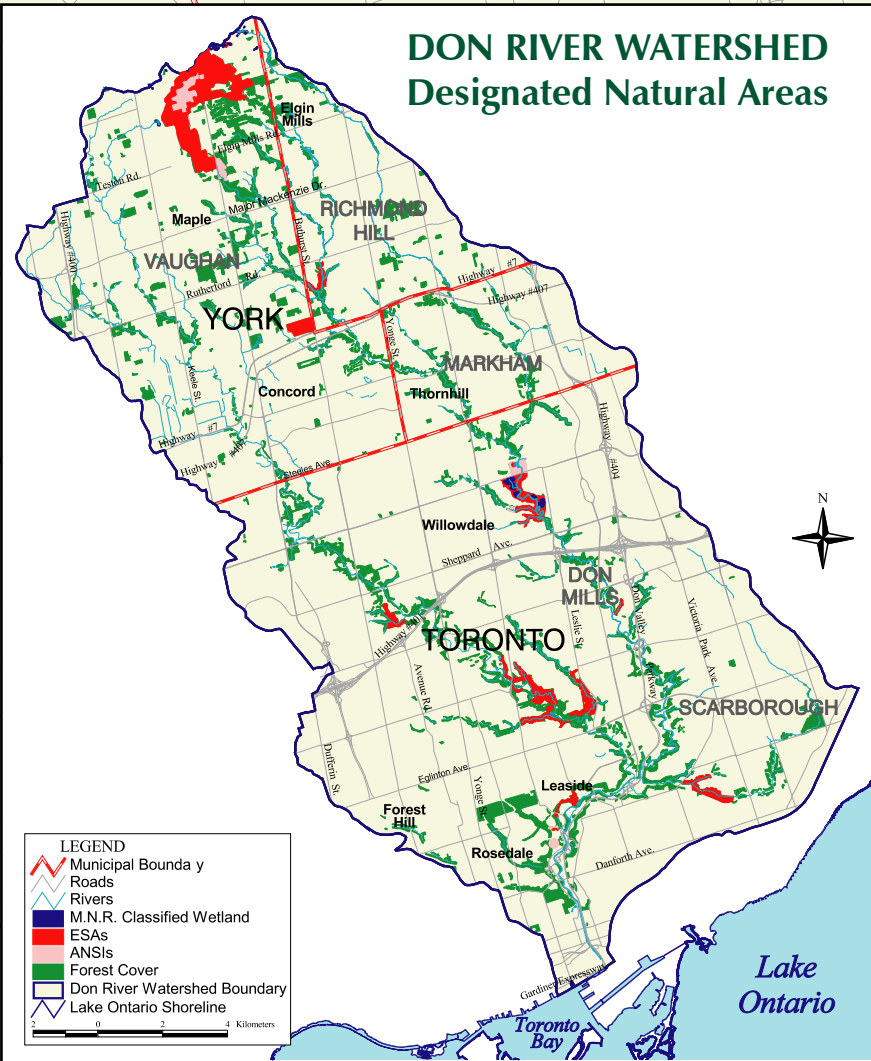 DON RIVER WATERSHED
Designated Natural Areas
Elgin
Mills
Elgin Mills Rd.
Teston Rd.
Major Mackenzie Dr.
Maple
RICHMOND
HILL
Highway #400
Bathurst St.
VAUGHAN
Rutherford Rd.
Highway #7
Highway #407
YORK
Yonge St.
MARKHAM
Keele St.
Concord
Thornhill
Highway #7
Highway #407
Highway #404
Steeles Ave.
Willowdale
Sheppard Ave.
N
DON
MILLS
Leslie St.
Don Valley Parkway
Victoria Park Ave.
Highway #401
TORONTO
Avenue Rd.
SCARBOROUGH
Dufferin St.
Eglinton Ave.
Yonge St.
Leaside
Forest
Hill
Rosedale
Danforth Ave.
Gardiner Expressway
Lake
Ontario
Toronto
Bay
LEGEND
Municipal Bounda y
Roads
Rivers
M.N.R. Classified Wetland
ESAs
ANSIs
Forest Cover
Don River Watershed Boundary
Lake Ontario Shoreline
2 0 2 4 Kilometers